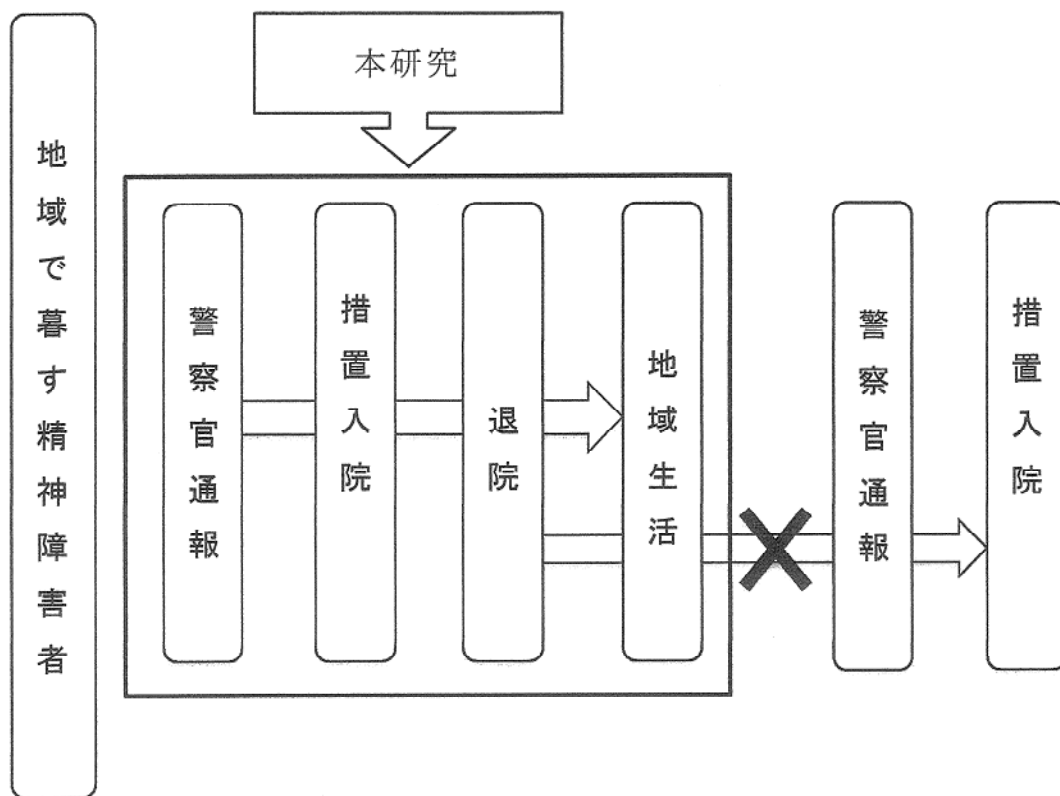 本研究
地域で暮す精神障害者
警察官通報
措置入院
退院
地域生活
警察官通報
措置入院